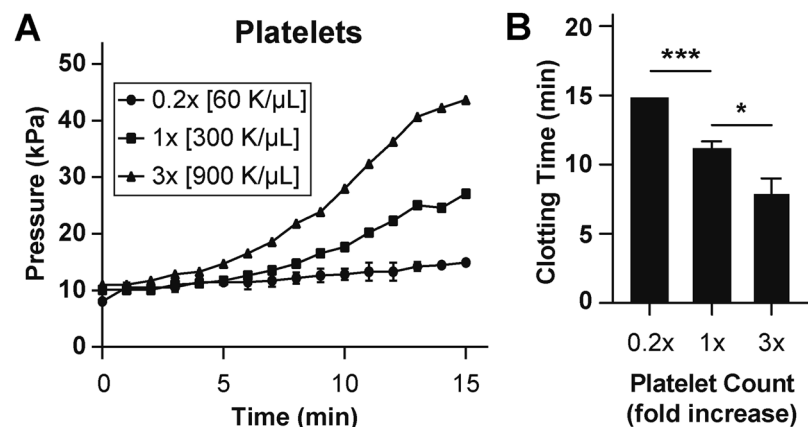 A
Platelets
50
40
30
20
10
0
Pressure (kPa)
0.2x [60 K/µL]
1x [300 K/µL]
3x [900 K/µL]
0 5 10 15
Time (min)
B
20
15
10
5
0
Clotting Time (min)
***
*
0.2x 1x 3x
Platelet Count
(fold increase)